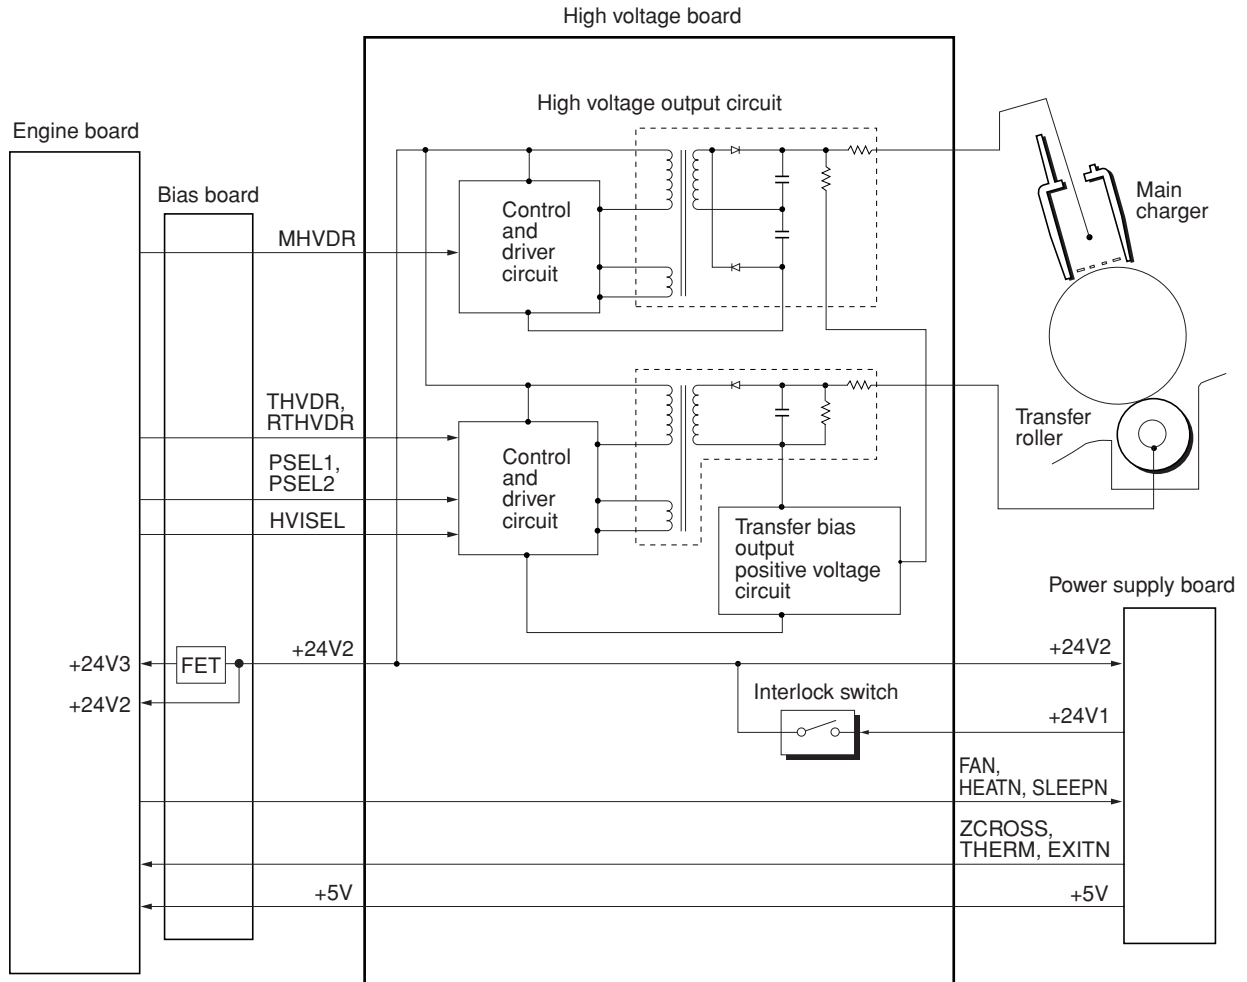 High voltage board
High voltage output circuit
Engine board
Bias board
Main
charger
MHVDR
Control
and
driver
circuit
THVDR,
RTHVDR
PSEL1,
PSEL2
HVISEL
Control
and
driver
circuit
Transfer
roller
Transfer bias
output
positive voltage
circuit
Power supply board
+24V3
FET
+24V2
+24V2
+24V2
Interlock switch
+24V1
FAN,
HEATN, SLEEPN
ZCROSS,
THERM, EXITN
+5V
+5V